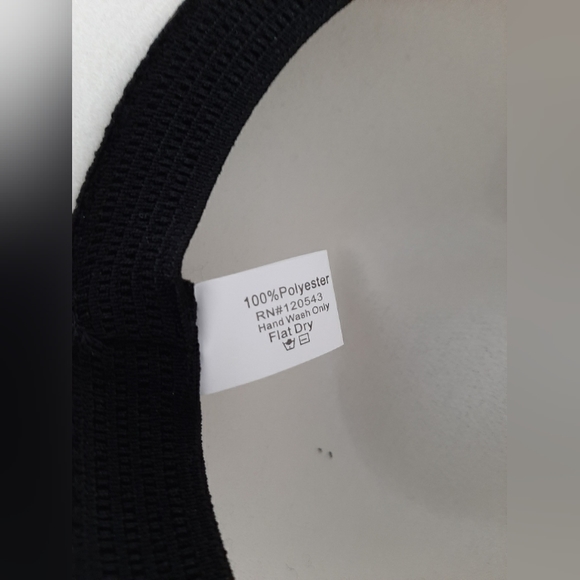 100%Polyester
RN#120543
Hand Wash Only
Flat Dry